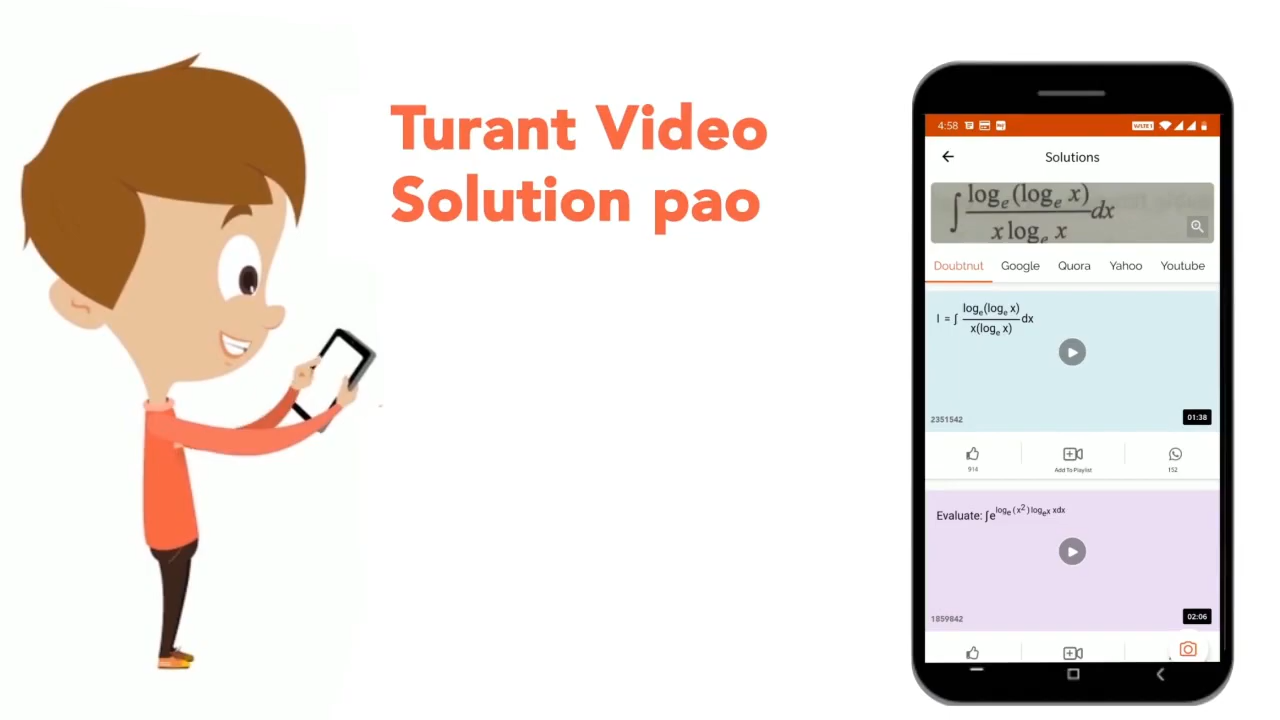 Turant Video
Solution pao
4:58
Solutions
∫ logₑ(logₑ x) / x logₑ x dx
Doubtnut Google Quora Yahoo Youtube
I = ∫ logₑ(logₑ x) / x(logₑ x) dx
2351542 01:38
914 Add To Playlist 152
Evaluate: ∫e^logₑ(x²)logₑx xdx
1859842 02:06